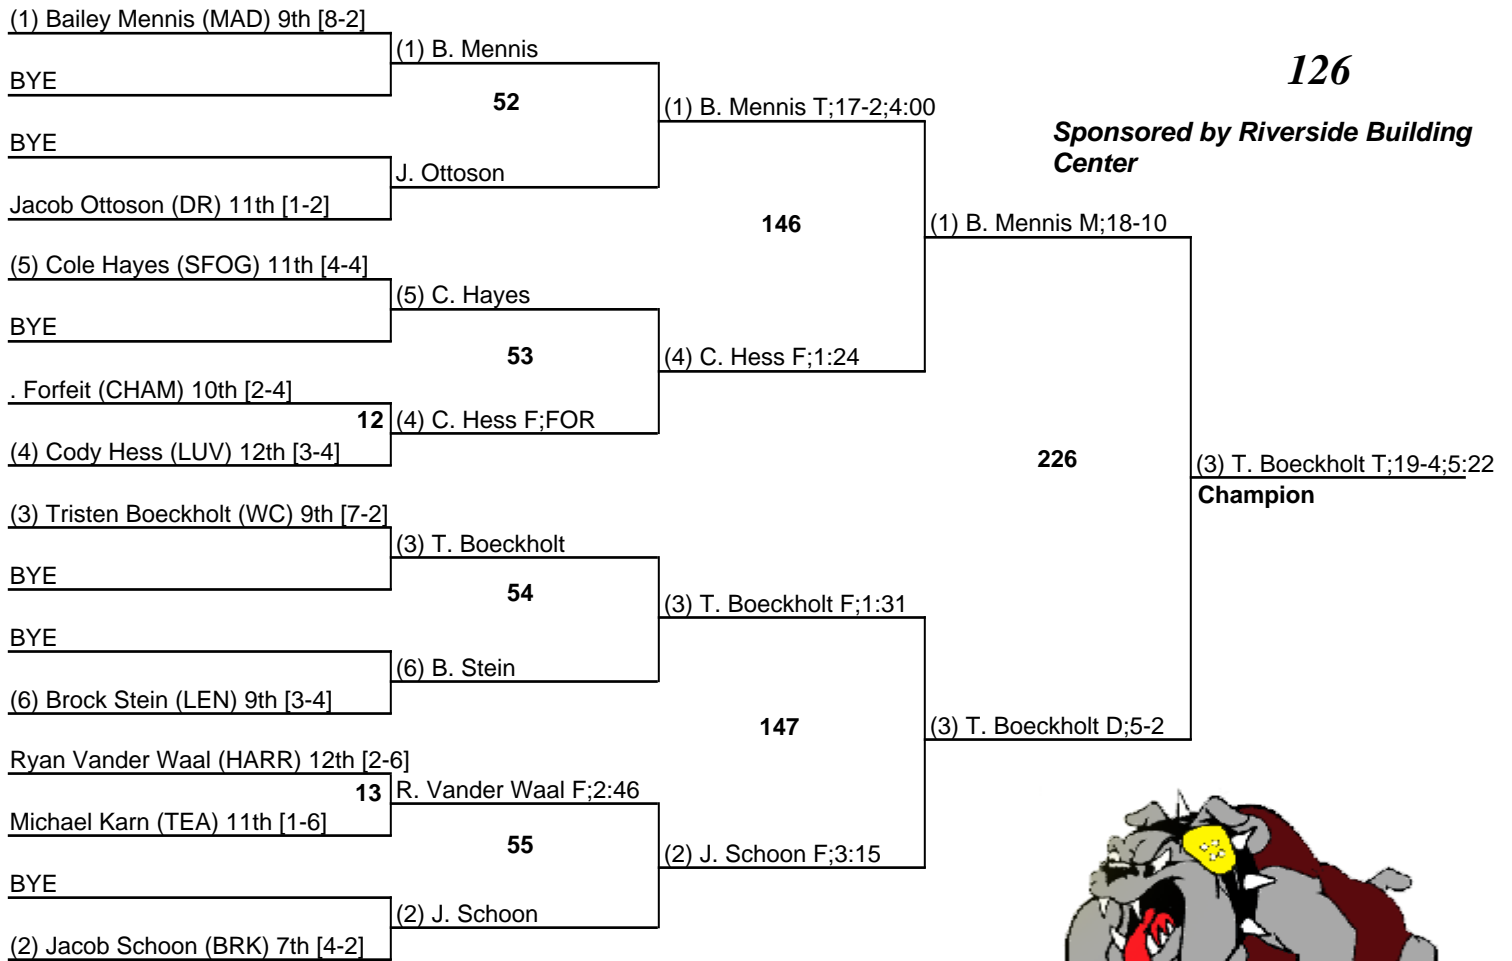 (1) Bailey Mennis (MAD) 9th [8-2]
BYE
BYE
Jacob Ottoson (DR) 11th [1-2]
(5) Cole Hayes (SFOG) 11th [4-4]
BYE
. Forfeit (CHAM) 10th [2-4]
12
(4) Cody Hess (LUV) 12th [3-4]
(3) Tristen Boeckholt (WC) 9th [7-2]
BYE
BYE
(6) Brock Stein (LEN) 9th [3-4]
Ryan Vander Waal (HARR) 12th [2-6]
13
Michael Karn (TEA) 11th [1-6]
BYE
(2) Jacob Schoon (BRK) 7th [4-2]
(1) B. Mennis
52
J. Ottoson
(5) C. Hayes
53
(4) C. Hess F;FOR
(3) T. Boeckholt
54
(6) B. Stein
R. Vander Waal F;2:46
55
(2) J. Schoon
(1) B. Mennis T;17-2;4:00
146
(4) C. Hess F;1:24
(3) T. Boeckholt F;1:31
147
(2) J. Schoon F;3:15
(1) B. Mennis M;18-10
226
(3) T. Boeckholt D;5-2
(3) T. Boeckholt T;19-4;5:22
Champion
126
Sponsored by Riverside Building
Center